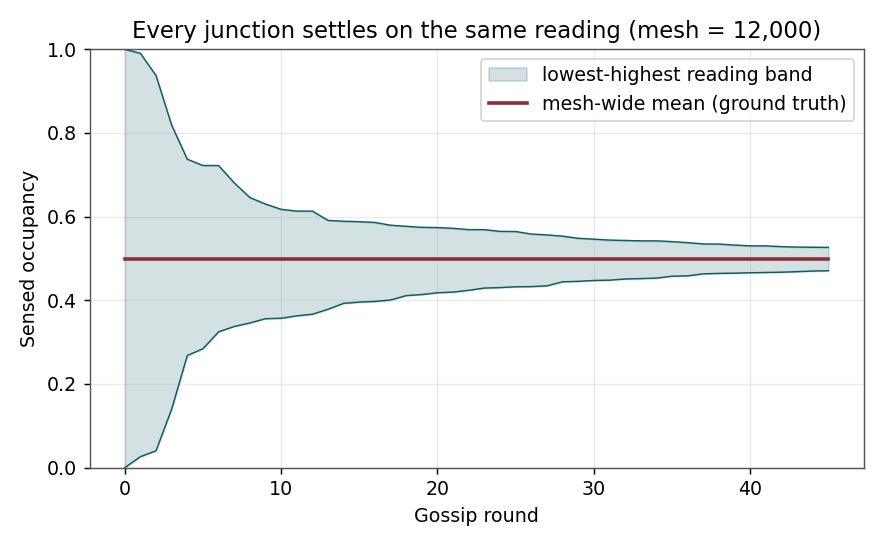 Every junction settles on the same reading (mesh = 12,000)
lowest-highest reading band
mesh-wide mean (ground truth)
Sensed occupancy
1.0
0.8
0.6
0.4
0.2
0.0
0 10 20 30 40
Gossip round